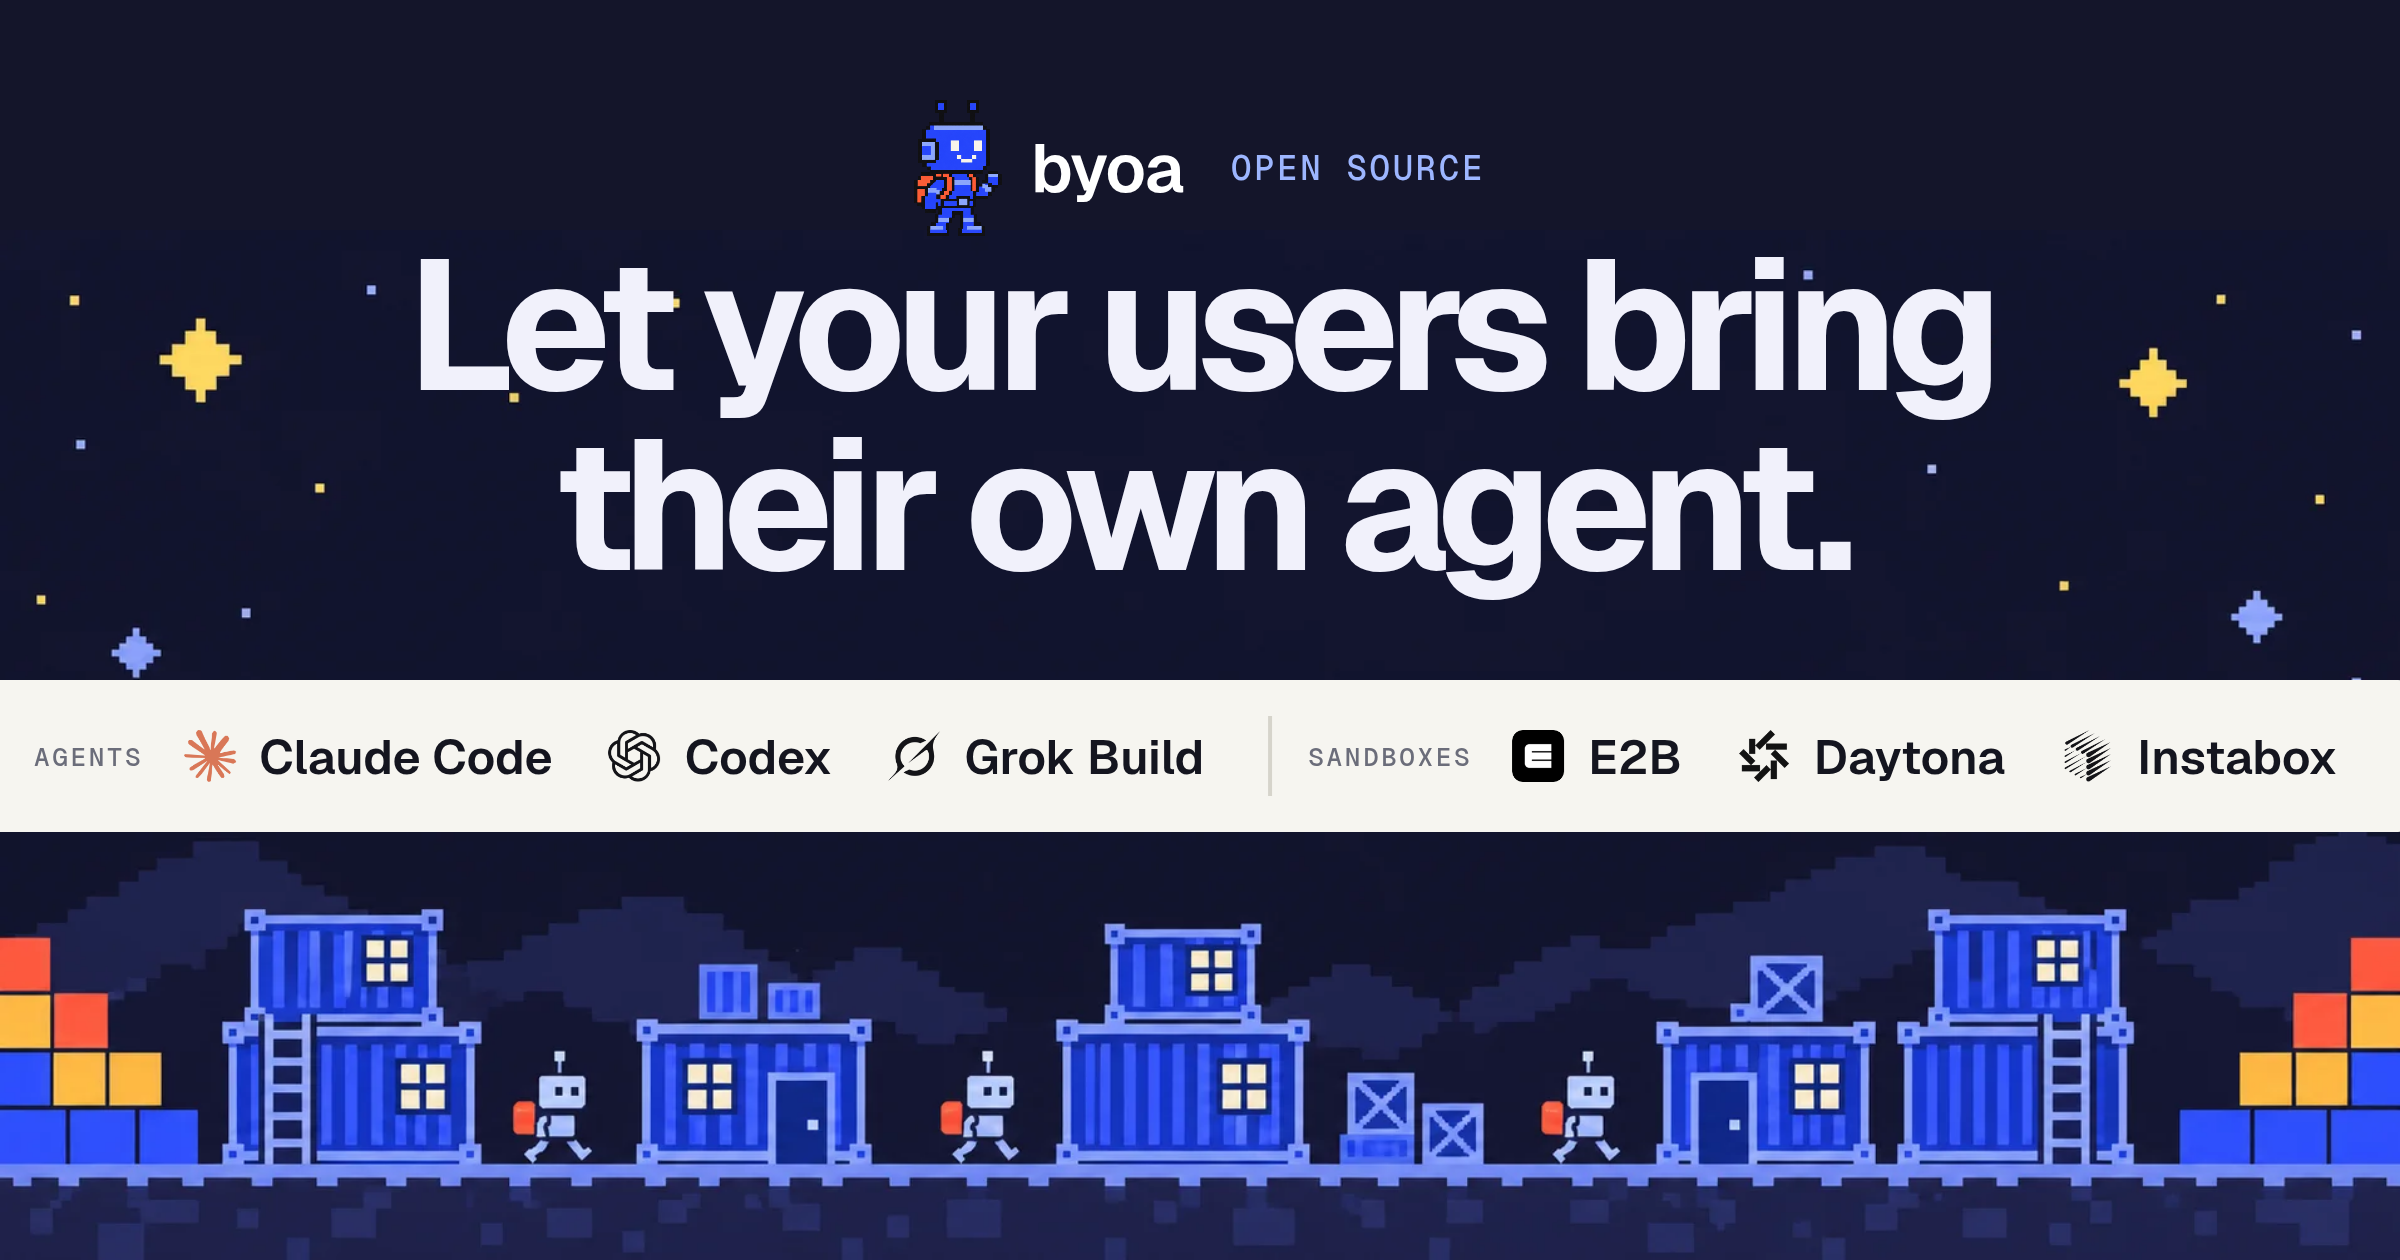 byoa OPEN SOURCE
Let your users bring
their own agent.
AGENTS Claude Code Codex Grok Build SANDBOXES E2B Daytona Instabox